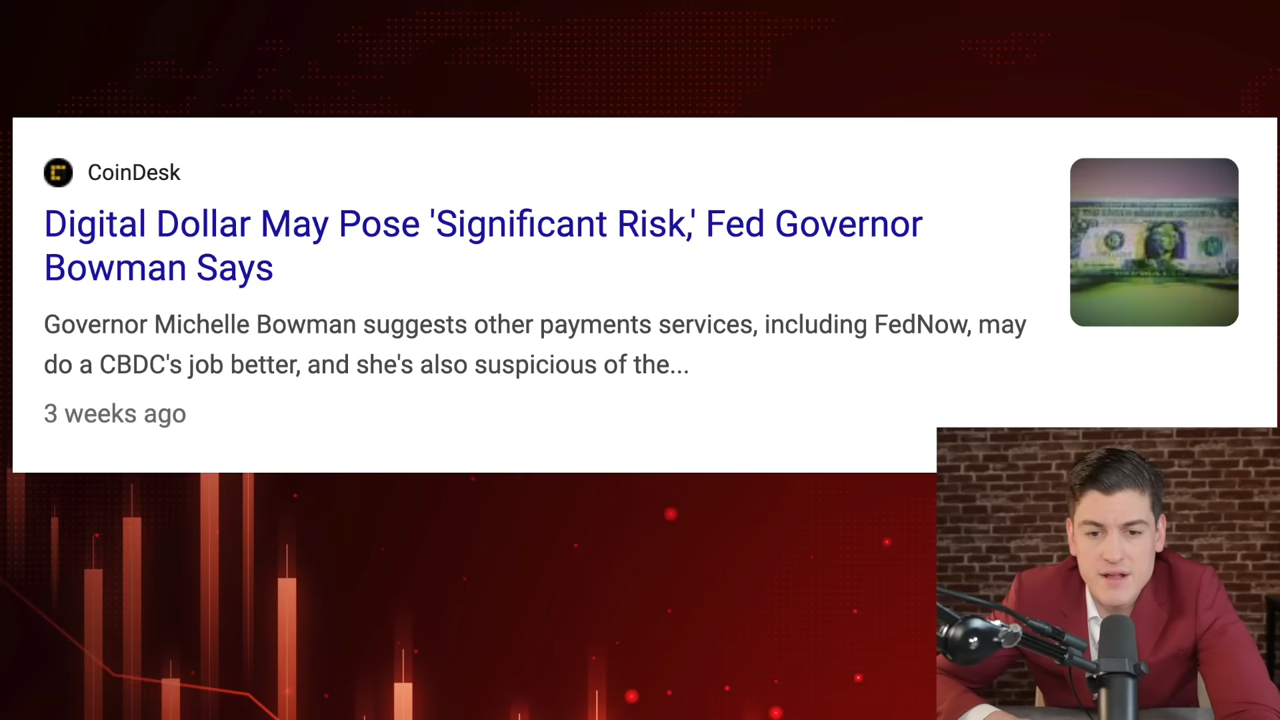 CoinDesk
Digital Dollar May Pose 'Significant Risk,' Fed Governor
Bowman Says
Governor Michelle Bowman suggests other payments services, including FedNow, may
do a CBDC's job better, and she's also suspicious of the...
3 weeks ago